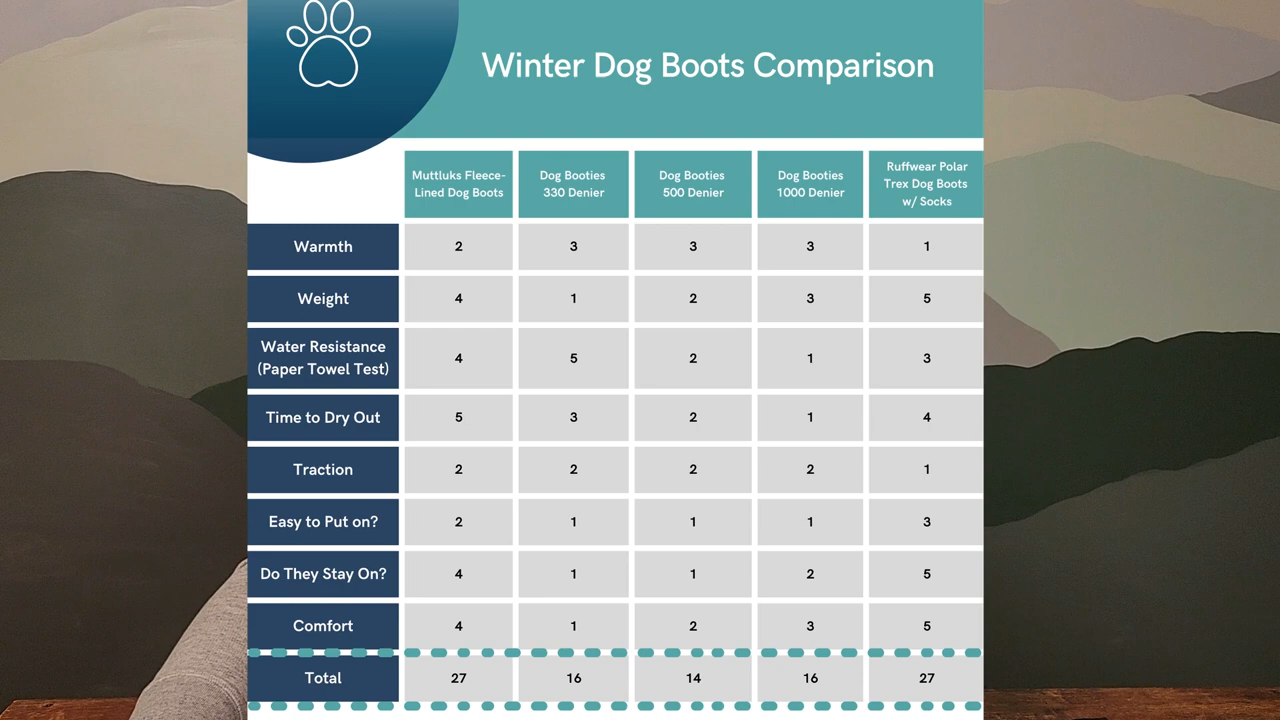 Winter Dog Boots Comparison
Muttluks Fleece-
Lined Dog Boots
Dog Booties
330 Denier
Dog Booties
500 Denier
Dog Booties
1000 Denier
Ruffwear Polar
Trex Dog Boots
w/ Socks
Warmth 2 3 3 3 1
Weight 4 1 2 3 5
Water Resistance
(Paper Towel Test) 4 5 2 1 3
Time to Dry Out 5 3 2 1 4
Traction 2 2 2 2 1
Easy to Put on? 2 1 1 1 3
Do They Stay On? 4 1 1 2 5
Comfort 4 1 2 3 5
Total 27 16 14 16 27